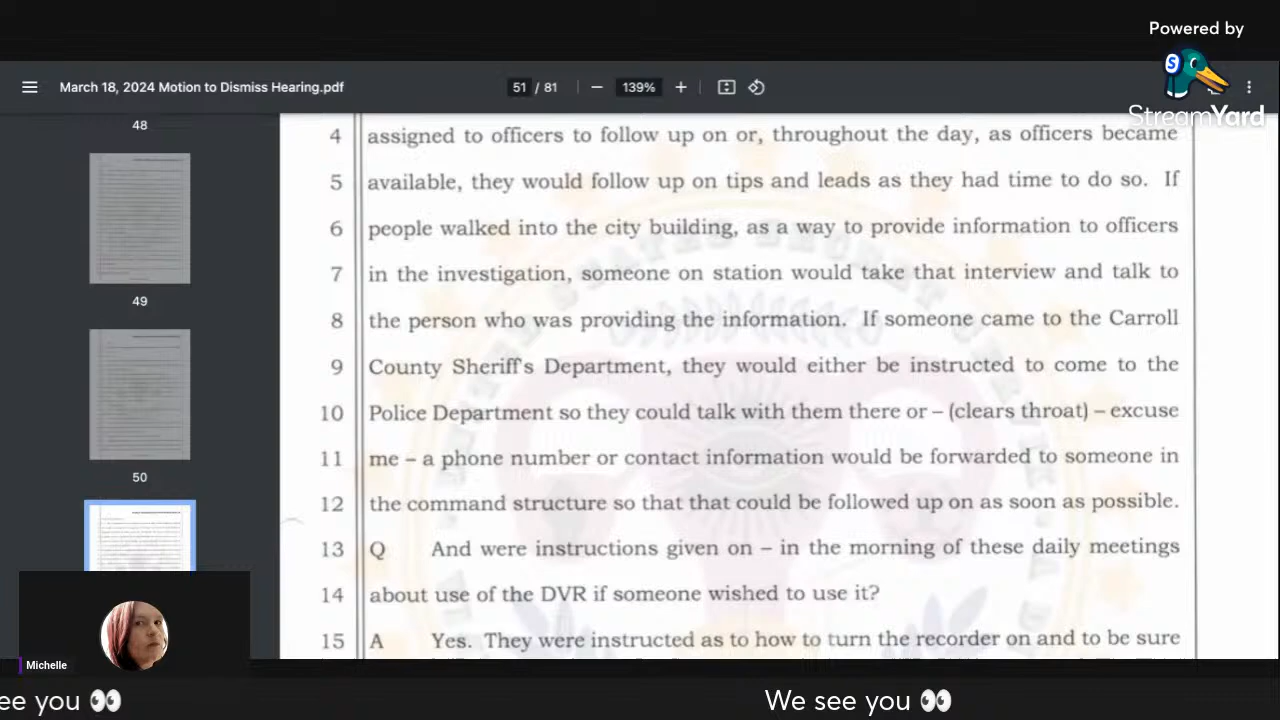 Powered by
StreamYard
March 18, 2024 Motion to Dismiss Hearing.pdf
51 / 81
139%
48
49
50
4 assigned to officers to follow up on or, throughout the day, as officers became
5 available, they would follow up on tips and leads as they had time to do so. If
6 people walked into the city building, as a way to provide information to officers
7 in the investigation, someone on station would take that interview and talk to
8 the person who was providing the information. If someone came to the Carroll
9 County Sheriff's Department, they would either be instructed to come to the
10 Police Department so they could talk with them there or – (clears throat) – excuse
11 me – a phone number or contact information would be forwarded to someone in
12 the command structure so that that could be followed up on as soon as possible.
13 Q And were instructions given on – in the morning of these daily meetings
14 about use of the DVR if someone wished to use it?
15 A Yes. They were instructed as to how to turn the recorder on and to be sure
Michelle
ee you 👀
We see you 👀